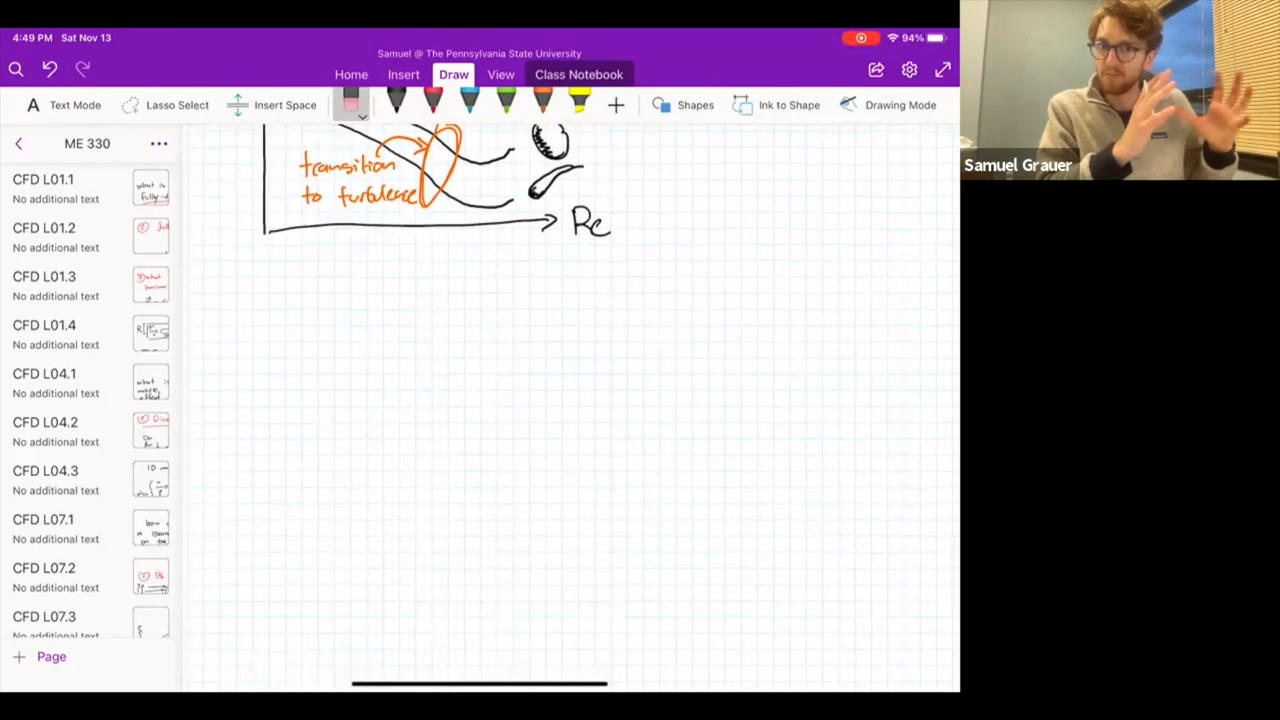 4:49 PM Sat Nov 13
94%
Samuel @ The Pennsylvania State University
Home Insert Draw View Class Notebook
A Text Mode Lasso Select Insert Space + Shapes Ink to Shape Drawing Mode
ME 330
CFD L01.1
No additional text
CFD L01.2
No additional text
CFD L01.3
No additional text
CFD L01.4
No additional text
CFD L04.1
No additional text
CFD L04.2
No additional text
CFD L04.3
No additional text
CFD L07.1
No additional text
CFD L07.2
No additional text
CFD L07.3
No additional text
+ Page
transition
to turbulence
Re
Samuel Grauer